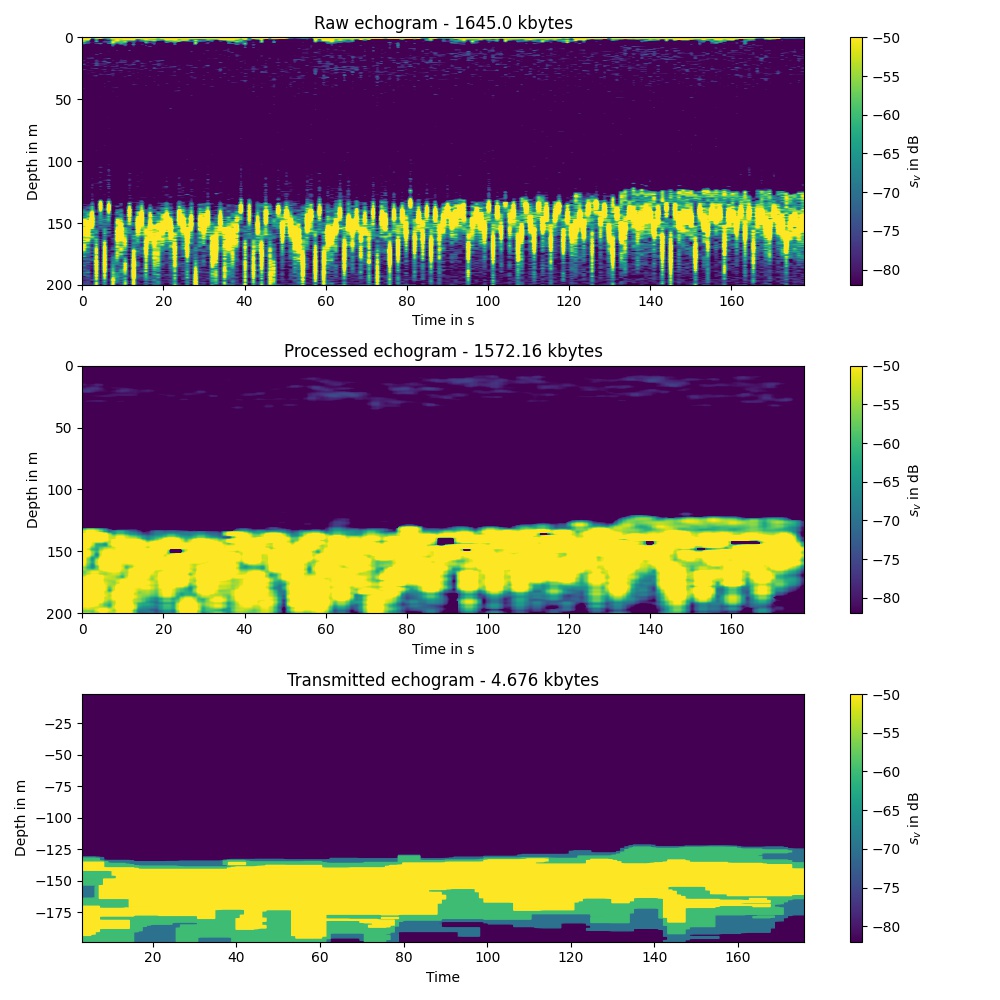 Raw echogram - 1645.0 kbytes
Depth in m
0
50
100
150
200
0 20 40 60 80 100 120 140 160
Time in s
−50
−55
−60
−65
−70
−75
−80
sv in dB
Processed echogram - 1572.16 kbytes
Depth in m
0
50
100
150
200
0 20 40 60 80 100 120 140 160
Time in s
−50
−55
−60
−65
−70
−75
−80
sv in dB
Transmitted echogram - 4.676 kbytes
Depth in m
−25
−50
−75
−100
−125
−150
−175
20 40 60 80 100 120 140 160
Time
−50
−55
−60
−65
−70
−75
−80
sv in dB